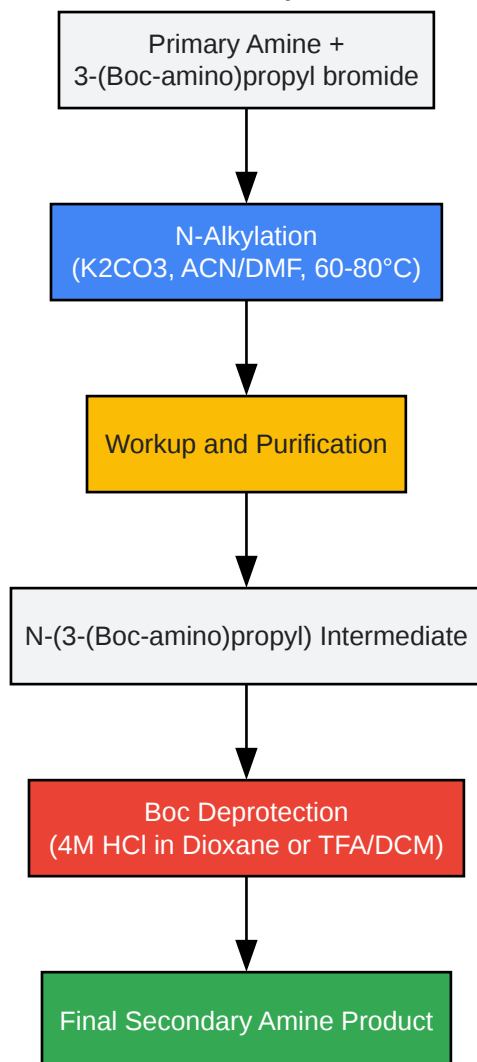 Primary Amine +
3-(Boc-amino)propyl bromide
N-Alkylation
(K2CO3, ACN/DMF, 60-80°C)
Workup and Purification
N-(3-(Boc-amino)propyl) Intermediate
Boc Deprotection
(4M HCl in Dioxane or TFA/DCM)
Final Secondary Amine Product